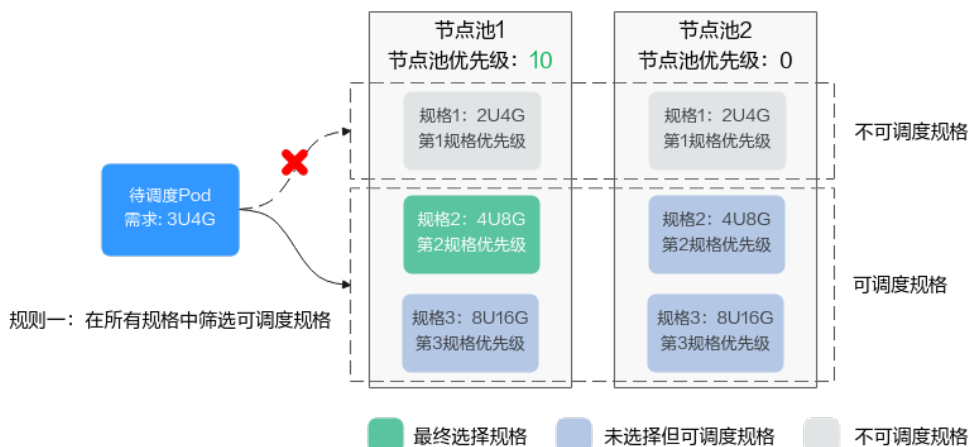 节点池1
节点池优先级：10
节点池2
节点池优先级：0
规格1：2U4G
第1规格优先级
规格1：2U4G
第1规格优先级
不可调度规格
待调度Pod
需求: 3U4G
规格2：4U8G
第2规格优先级
规格2：4U8G
第2规格优先级
可调度规格
规则一：在所有规格中筛选可调度规格
规格3：8U16G
第3规格优先级
规格3：8U16G
第3规格优先级
最终选择规格
未选择但可调度规格
不可调度规格